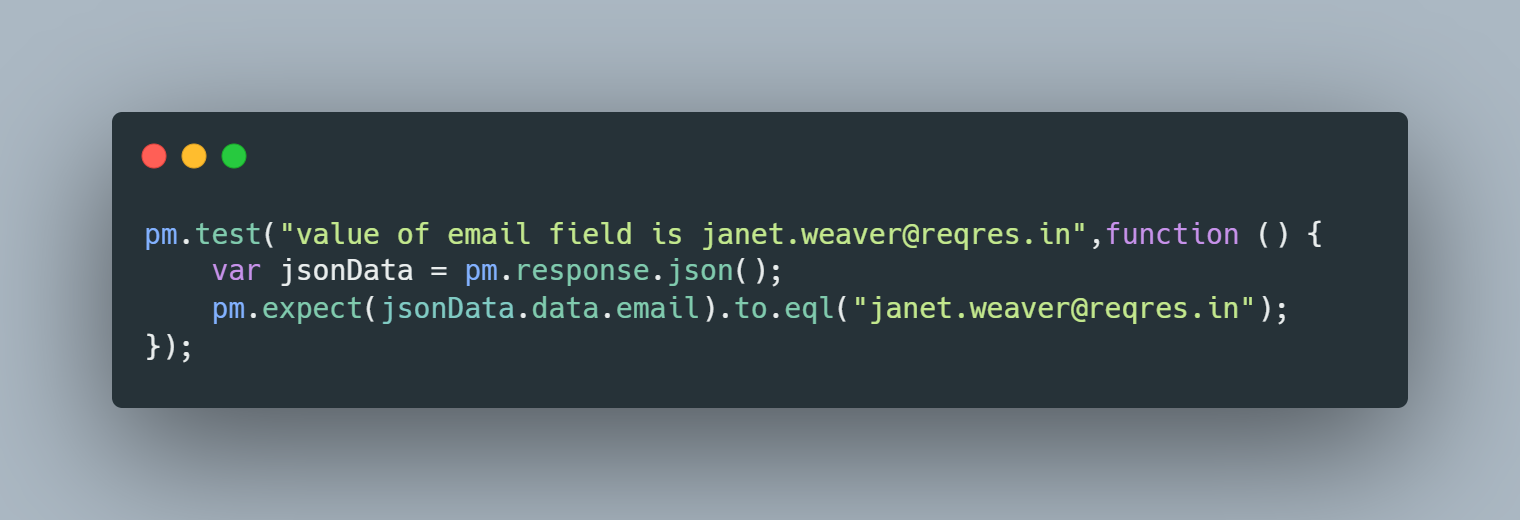 pm.test("value of email field is janet.weaver@reqres.in",function () {
    var jsonData = pm.response.json();
    pm.expect(jsonData.data.email).to.eql("janet.weaver@reqres.in");
});